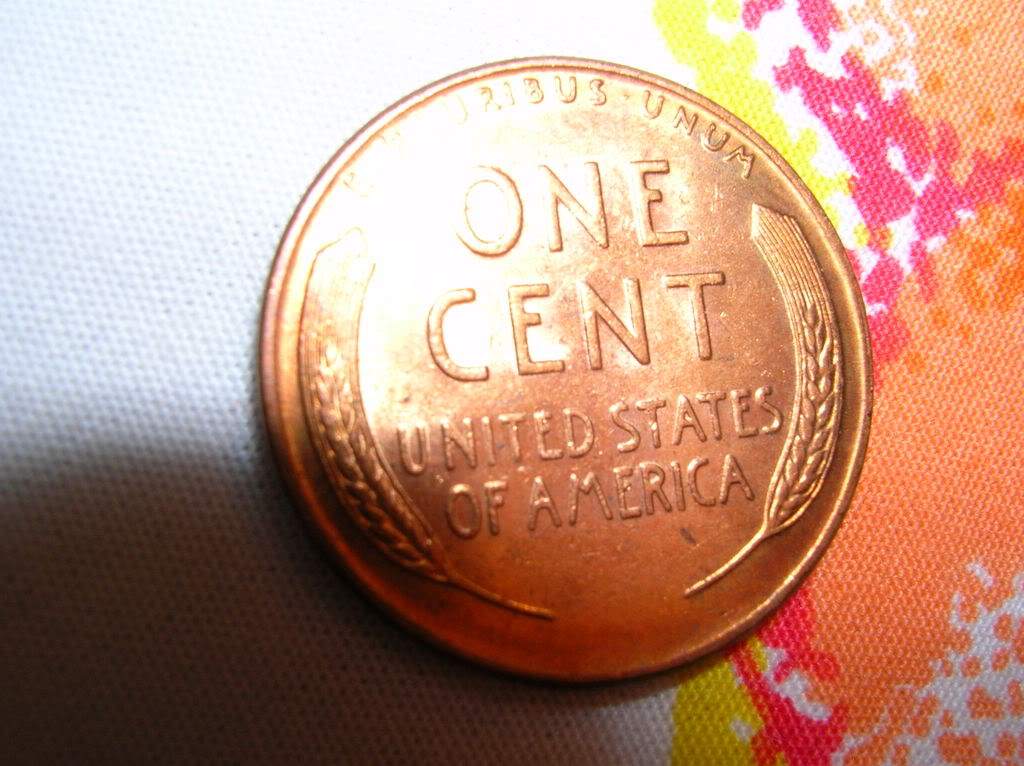 URIBUS · UNUM
ONE
CENT
UNITED STATES
OF AMERICA